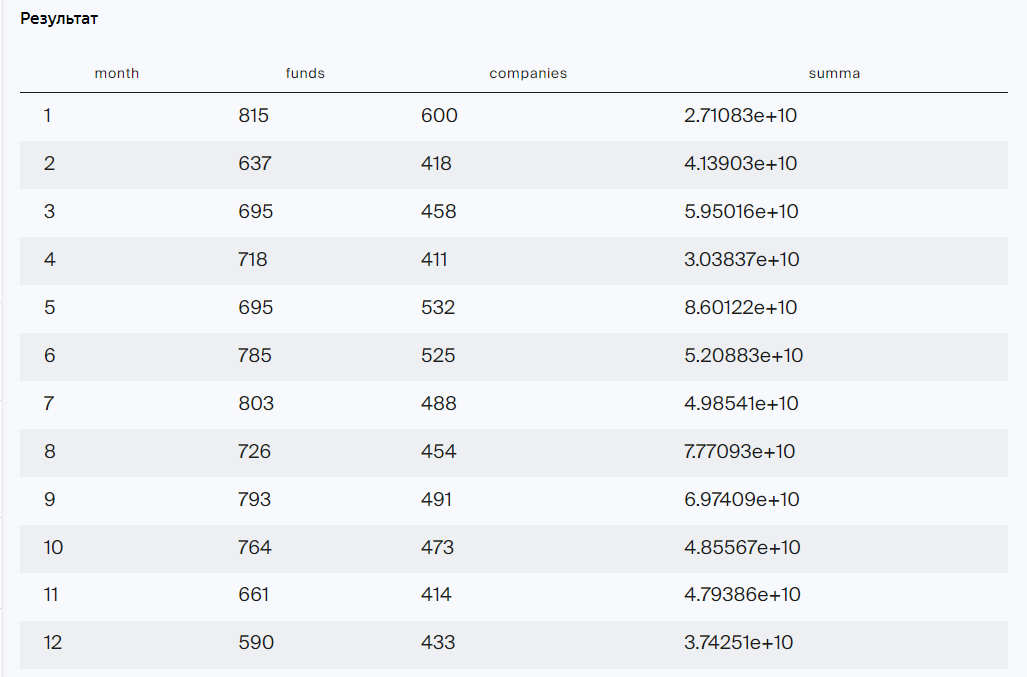 Результат
month funds companies summa
1 815 600 2.71083e+10
2 637 418 4.13903e+10
3 695 458 5.95016e+10
4 718 411 3.03837e+10
5 695 532 8.60122e+10
6 785 525 5.20883e+10
7 803 488 4.98541e+10
8 726 454 7.77093e+10
9 793 491 6.97409e+10
10 764 473 4.85567e+10
11 661 414 4.79386e+10
12 590 433 3.74251e+10